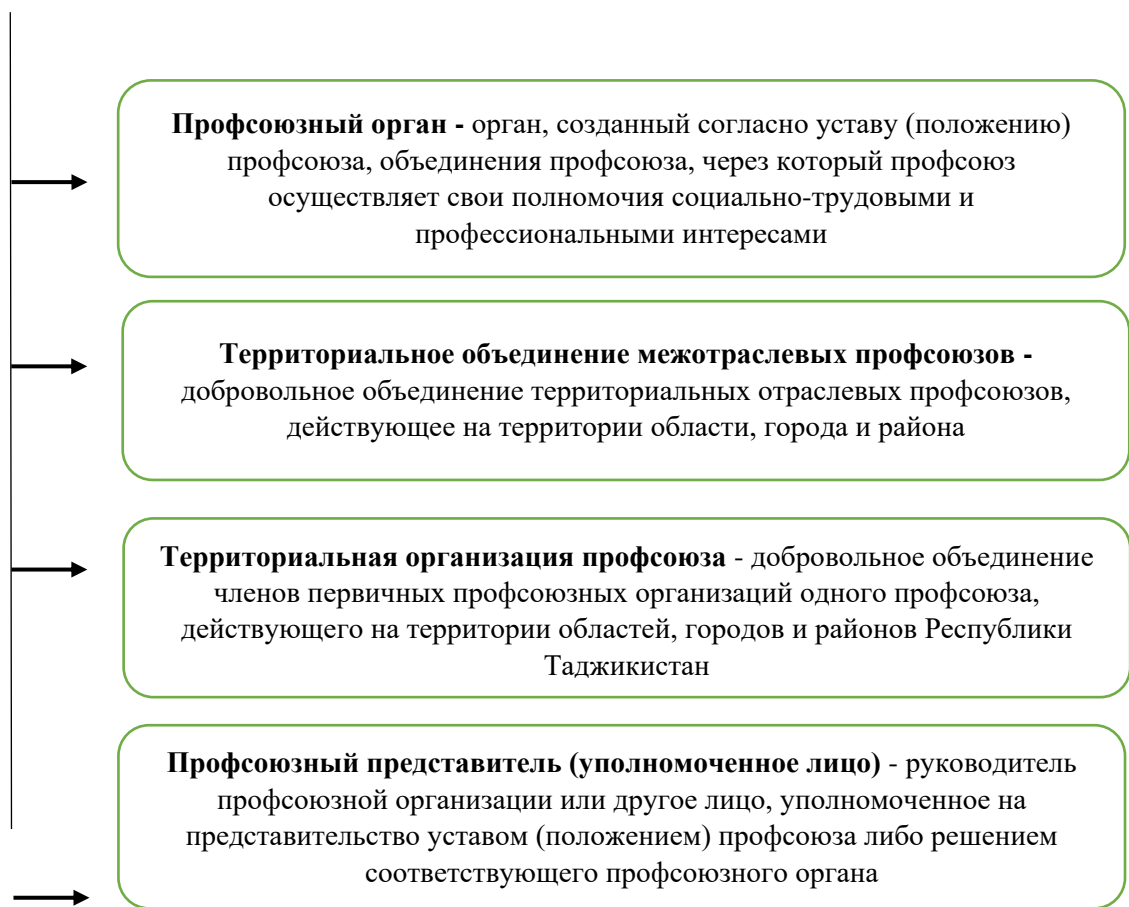 Профсоюзный орган - орган, созданный согласно уставу (положению)
профсоюза, объединения профсоюза, через который профсоюз
осуществляет свои полномочия социально-трудовыми и
профессиональными интересами
Территориальное объединение межотраслевых профсоюзов -
добровольное объединение территориальных отраслевых профсоюзов,
действующее на территории области, города и района
Территориальная организация профсоюза - добровольное объединение
членов первичных профсоюзных организаций одного профсоюза,
действующего на территории областей, городов и районов Республики
Таджикистан
Профсоюзный представитель (уполномоченное лицо) - руководитель
профсоюзной организации или другое лицо, уполномоченное на
представительство уставом (положением) профсоюза либо решением
соответствующего профсоюзного органа